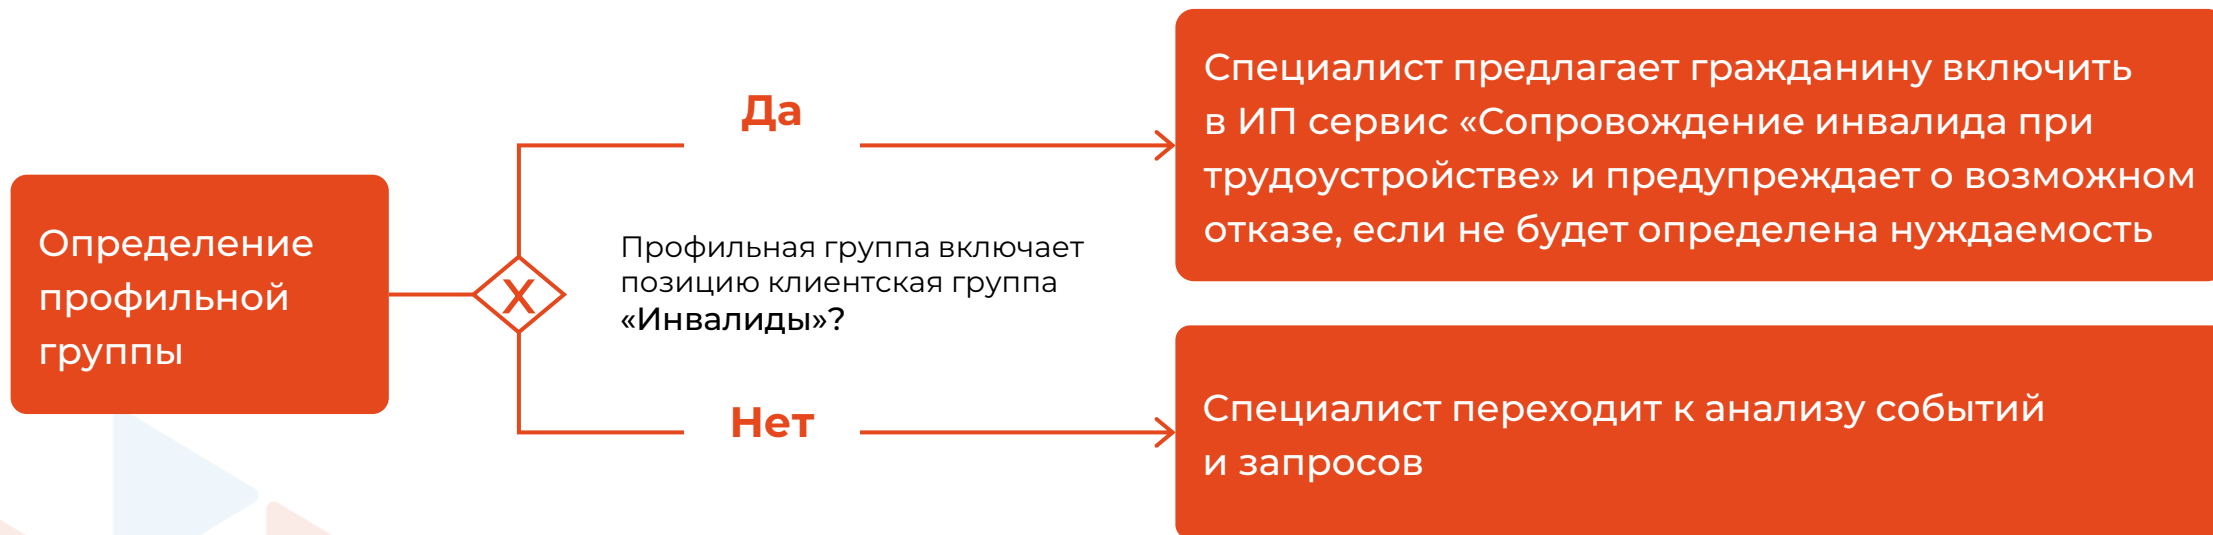 Определение
профильной
группы
X
Да
Профильная группа включает
позицию клиентская группа
«Инвалиды»?
Нет
Специалист предлагает гражданину включить
в ИП сервис «Сопровождение инвалида при
трудоустройстве» и предупреждает о возможном
отказе, если не будет определена нуждаемость
Специалист переходит к анализу событий
и запросов